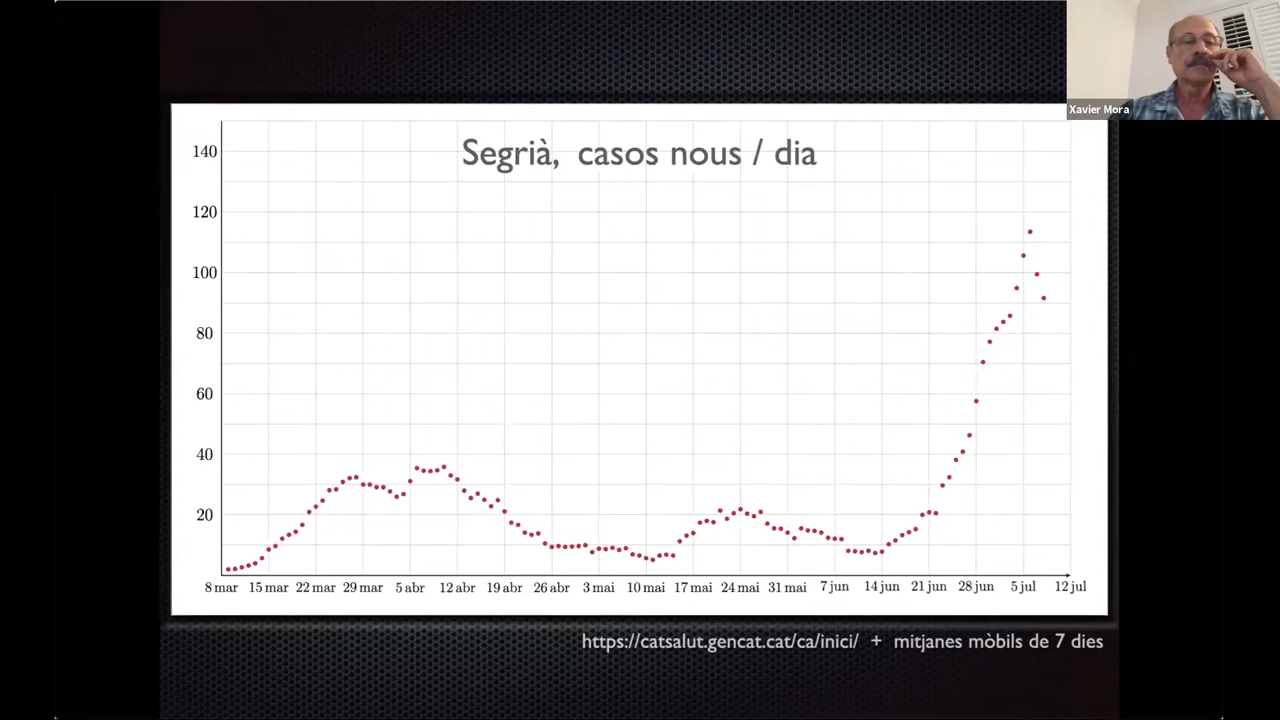 Xavier Mora
Segrià, casos nous / dia
140
120
100
80
60
40
20
8 mar 15 mar 22 mar 29 mar 5 abr 12 abr 19 abr 26 abr 3 mai 10 mai 17 mai 24 mai 31 mai 7 jun 14 jun 21 jun 28 jun 5 jul 12 jul
https://catsalut.gencat.cat/ca/inici/ + mitjanes mòbils de 7 dies